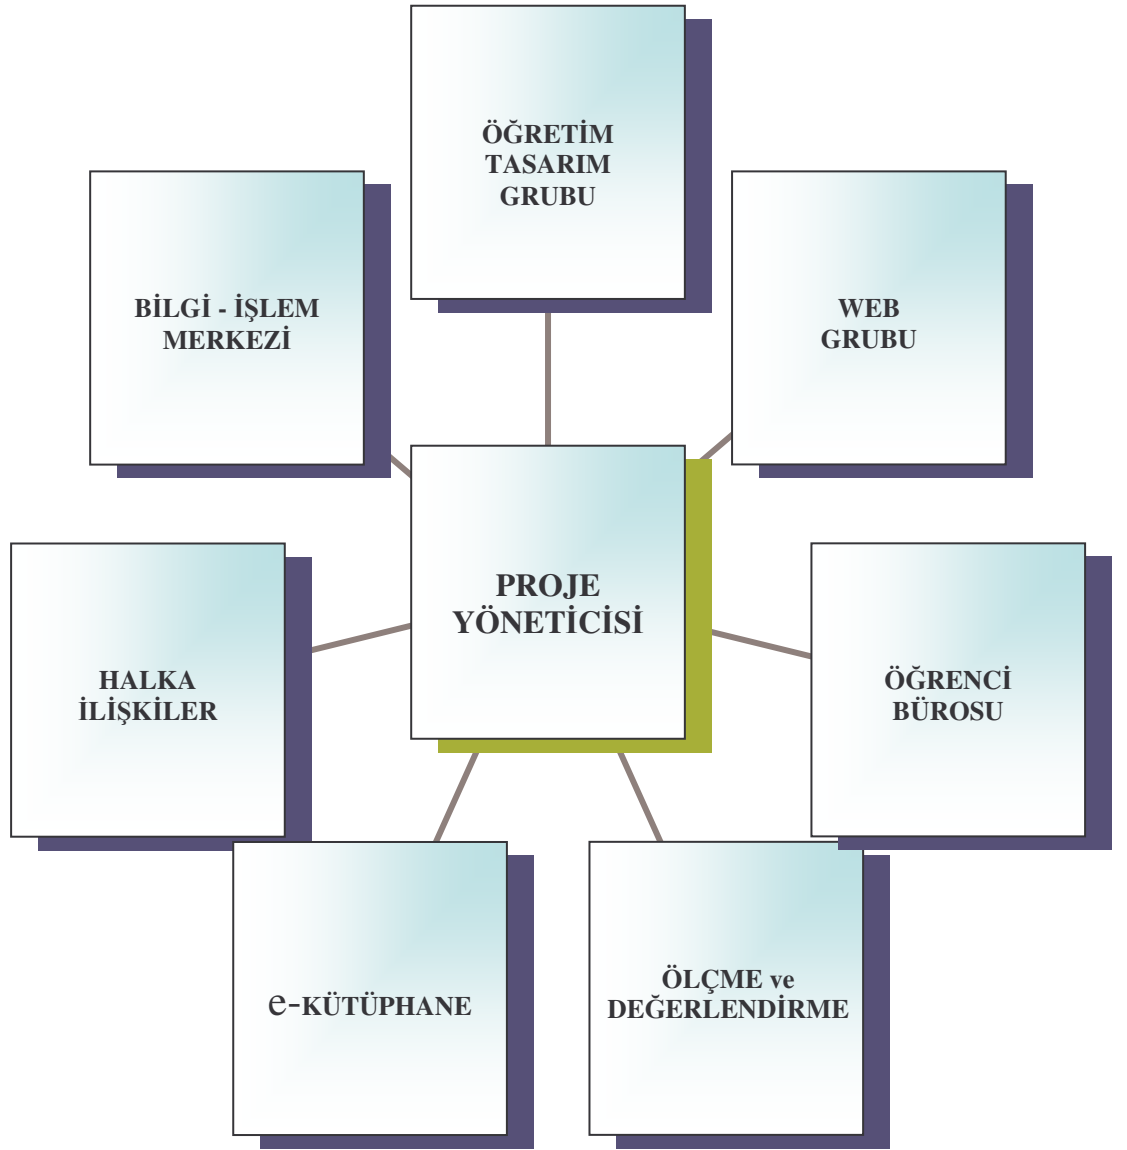 ÖĞRETİM
TASARIM
GRUBU
BİLGİ - İŞLEM
MERKEZİ
WEB
GRUBU
PROJE
YÖNETİCİSİ
HALKA
İLİŞKİLER
ÖĞRENCİ
BÜROSU
e-KÜTÜPHANE
ÖLÇME ve
DEĞERLENDİRME